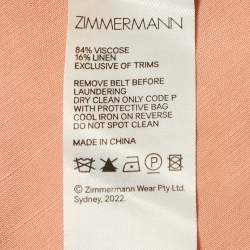 ZIMMERMANN
84% VISCOSE
16% LINEN
EXCLUSIVE OF TRIMS
REMOVE BELT BEFORE
LAUNDERING
DRY CLEAN ONLY CODE P
WITH PROTECTIVE BAG
COOL IRON ON REVERSE
DO NOT SPOT CLEAN
MADE IN CHINA
P
© Zimmermann Wear Pty Ltd.
Sydney, 2022.